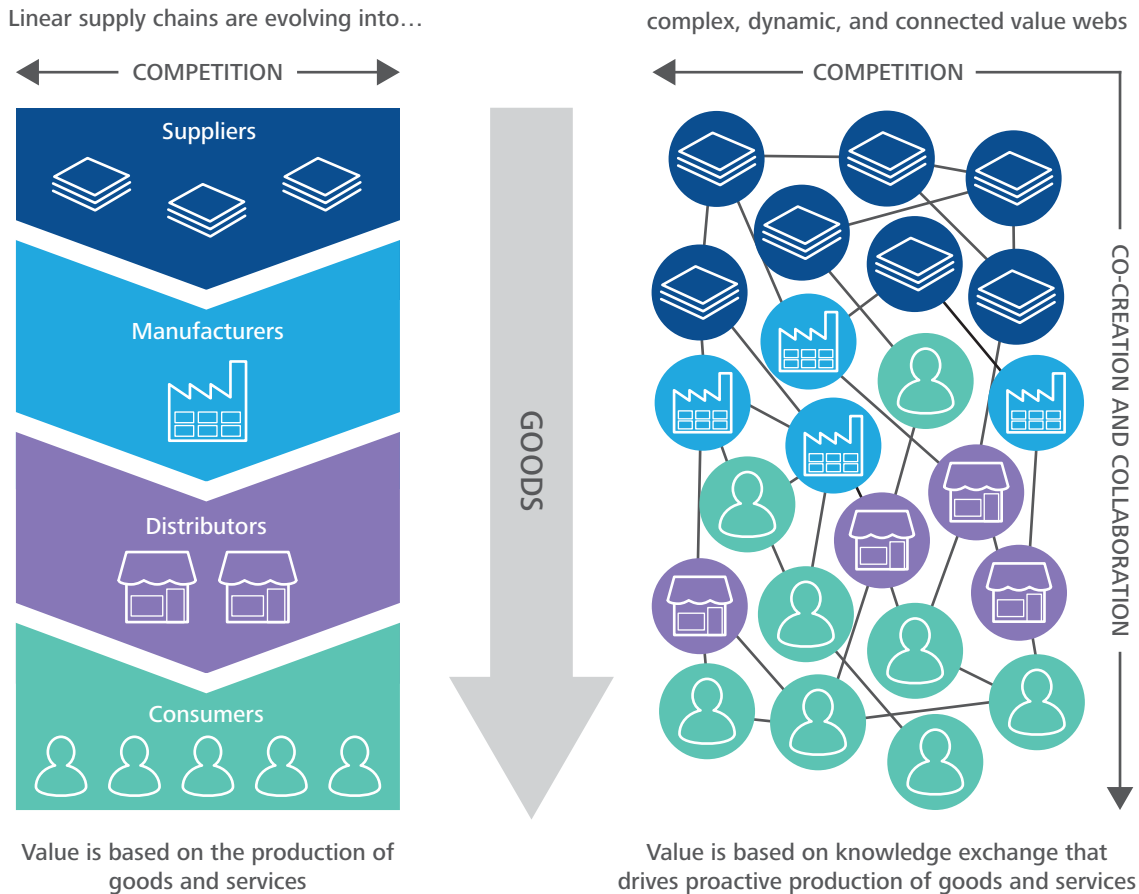 Linear supply chains are evolving into…
COMPETITION
Suppliers
Manufacturers
Distributors
Consumers
Value is based on the production of
goods and services
GOODS
complex, dynamic, and connected value webs
COMPETITION
CO-CREATION AND COLLABORATION
Value is based on knowledge exchange that
drives proactive production of goods and services